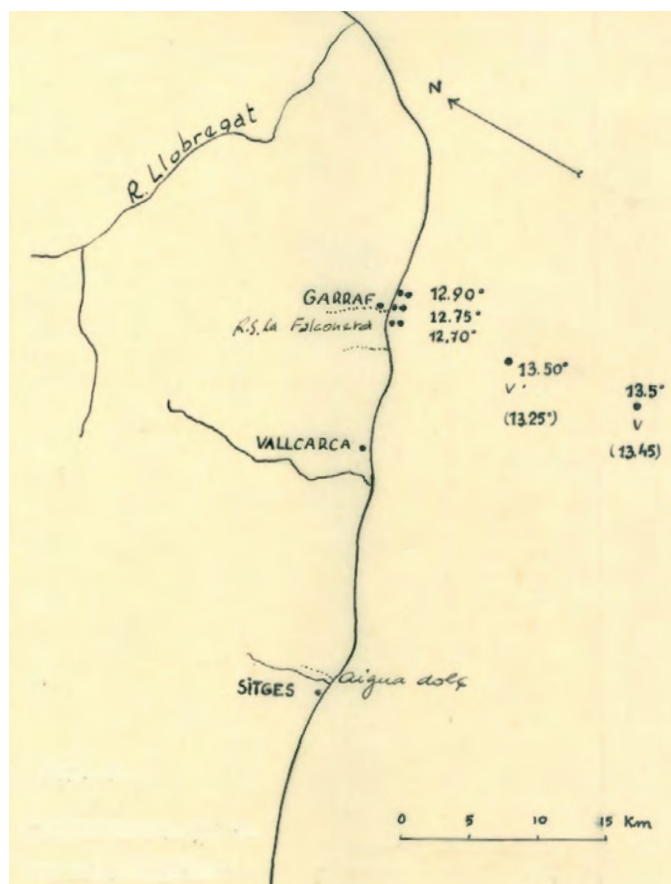 N
R. Llobregat
GARRAF
12.90°
12.75°
R.S. La Falconera
12.70°
13.50°
V
(13.25°)
13.5°
V
(13.45)
VALLCARCA
Aigua dolç
SITGES
0 5 10 15 Km